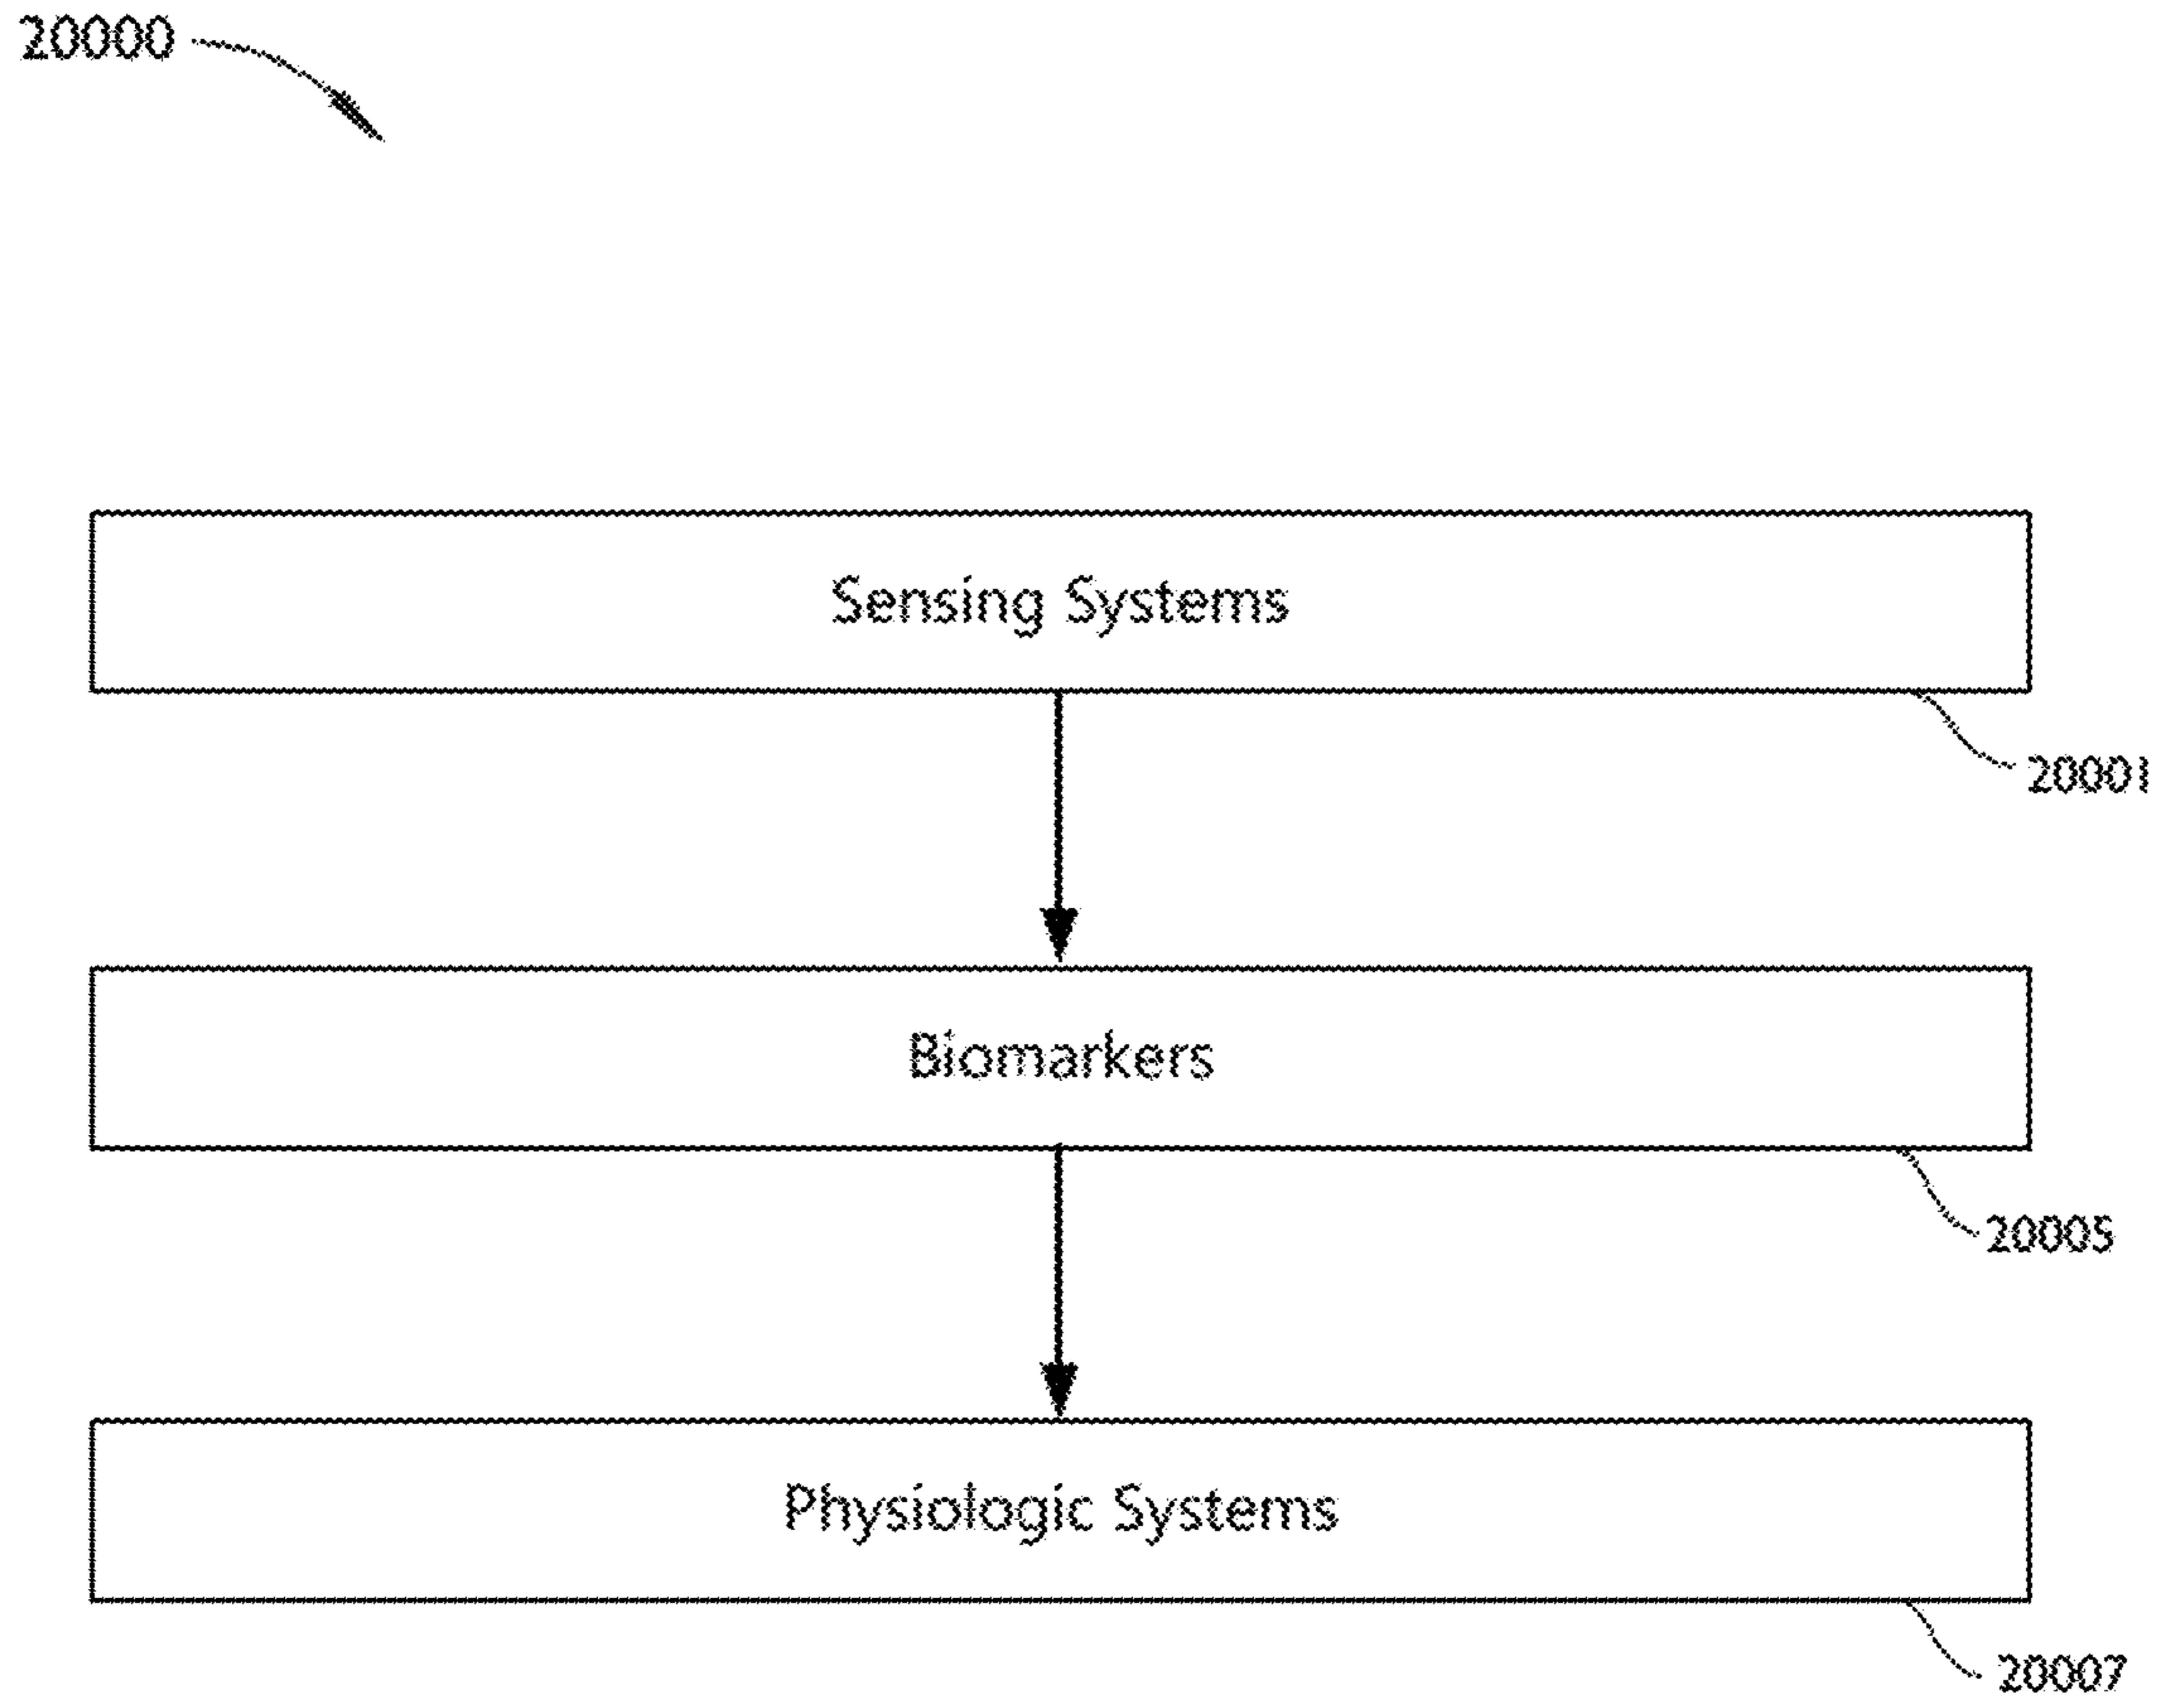 20000
Sensing Systems
20001
Biomarkers
20005
Physiologic Systems
20007